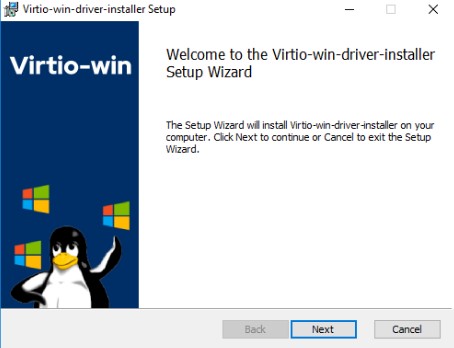 Virtio-win-driver-installer Setup
Virtio-win
Welcome to the Virtio-win-driver-installer
Setup Wizard
The Setup Wizard will install Virtio-win-driver-installer on your
computer. Click Next to continue or Cancel to exit the Setup
Wizard.
Back
Next
Cancel